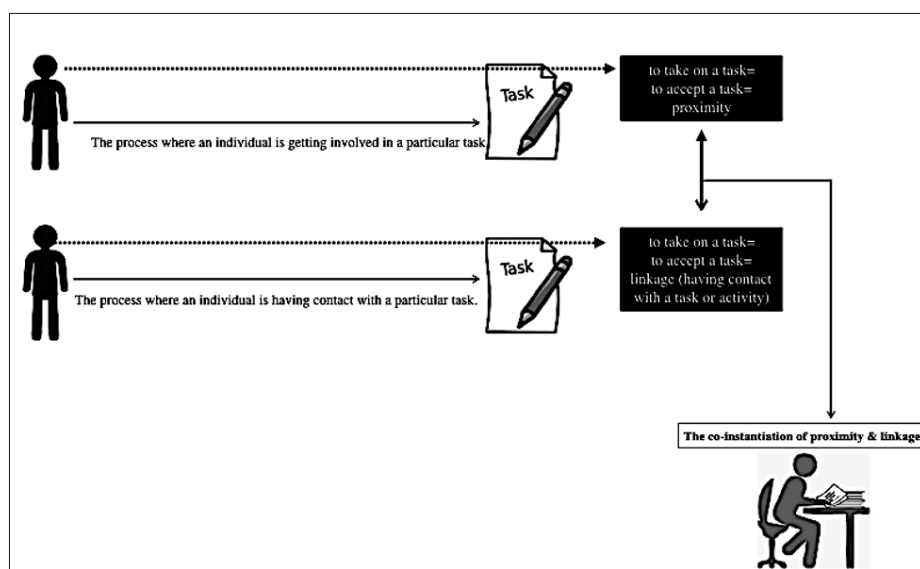 Task
to take on a task=
to accept a task=
proximity
The process where an individual is getting involved in a particular task.
Task
to take on a task=
to accept a task=
linkage (having contact
with a task or activity)
The process where an individual is having contact with a particular task.
The co-instantiation of proximity & linkage